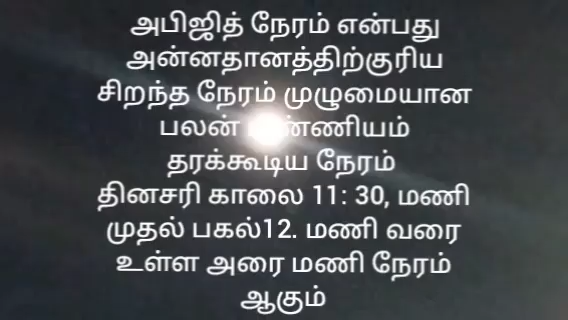 அபிஜித் நேரம் என்பது
அன்னதானத்திற்குரிய
சிறந்த நேரம் முழுமையான
பலன் புண்ணியம்
தரக்கூடிய நேரம்
தினசரி காலை 11: 30, மணி
முதல் பகல்12. மணி வரை
உள்ள அரை மணி நேரம்
ஆகும்